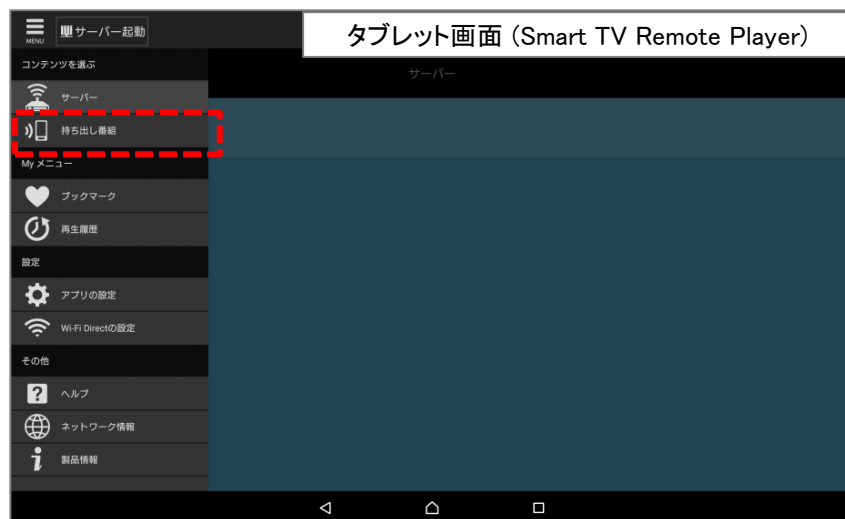 タブレット画面 (Smart TV Remote Player)
MENU
サーバー起動
コンテンツを選ぶ
サーバー
サーバー
持ち出し番組
My メニュー
ブックマーク
再生履歴
設定
アプリの設定
Wi-Fi Directの設定
その他
ヘルプ
ネットワーク情報
製品情報